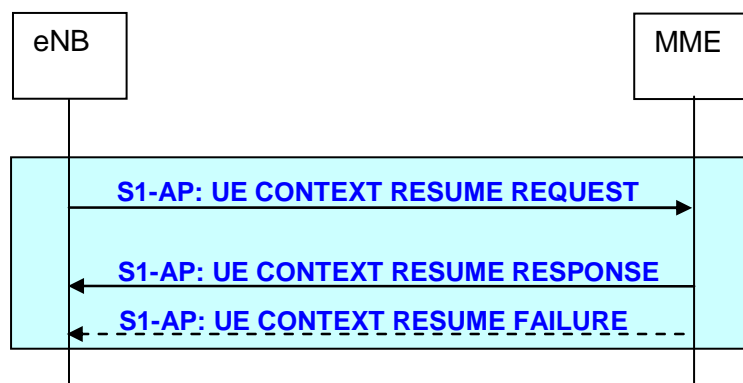 eNB
MME
S1-AP: UE CONTEXT RESUME REQUEST
S1-AP: UE CONTEXT RESUME RESPONSE
S1-AP: UE CONTEXT RESUME FAILURE